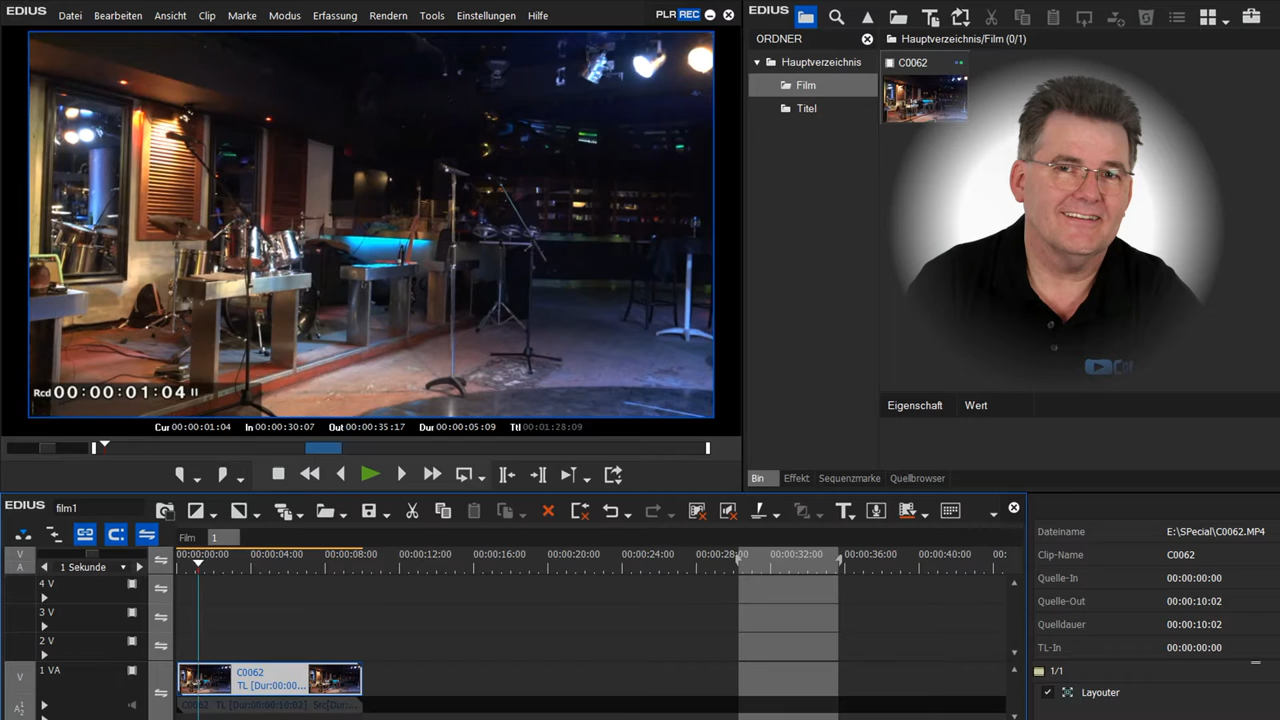 EDIUS Datei Bearbeiten Ansicht Clip Marke Modus Edius Erfassung Rendern Tools Einstellungen Hilfe PLR REC
Rcd 00:00:01:04
Cur 00:00:01:04 In 00:00:30:07 Out 00:00:35:17 Dur 00:00:05:09 Ttl 00:01:28:09
EDIUS
ORDNER
Hauptverzeichnis
Film
Titel
Hauptverzeichnis/Film (0/1)
C0062
Eigenschaft Wert
Bin Effekt Sequenzmarke Quellbrowser
EDIUS film1
Film 1
V
A
1 Sekunde
00:00:00:00 00:00:04:00 00:00:08:00 00:00:12:00 00:00:16:00 00:00:20:00 00:00:24:00 00:00:32:00 00:00:36:00 00:00:40:00
4 V
3 V
2 V
V
1 VA
C0062
TL [Dur:00:00...
C0062 TL [Dur:00:00:10:02]
Dateiname E:\SPecial\C0062.MP4
Clip-Name C0062
Quelle-In 00:00:00:00
Quelle-Out 00:00:10:02
Quelldauer 00:00:10:02
TL-In 00:00:00:00
1/1
Layouter